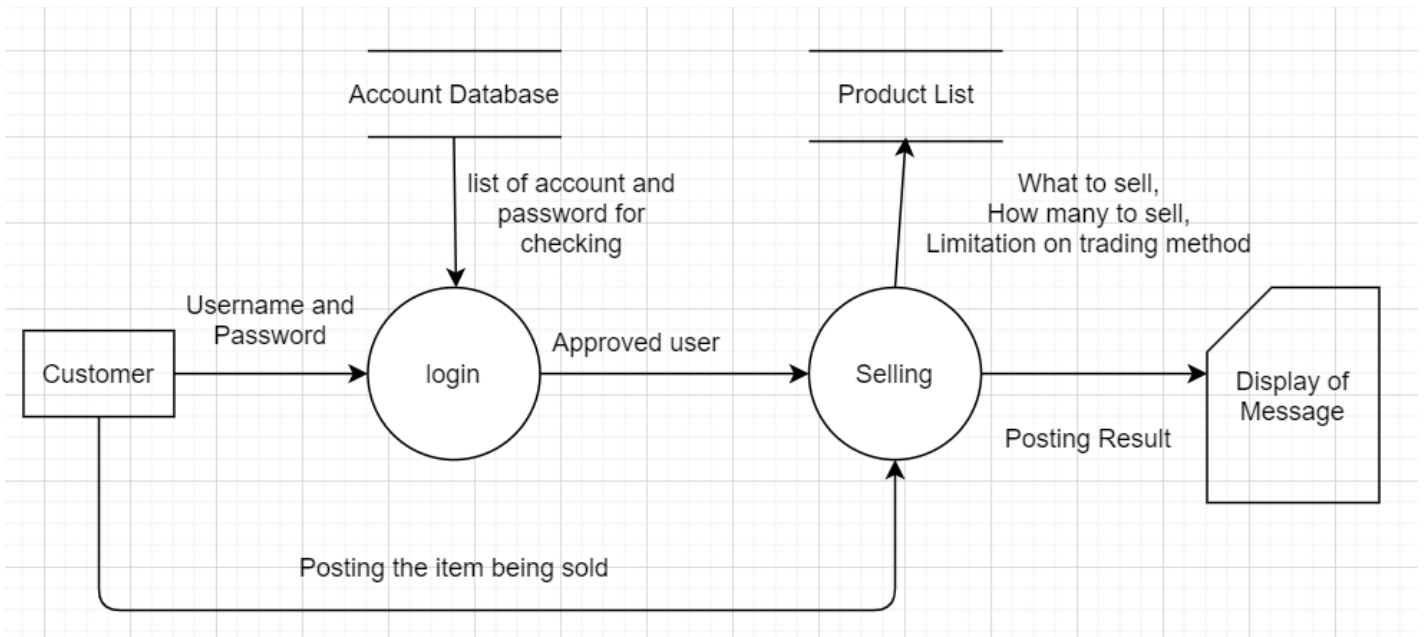 Account Database
Product List
list of account and
password for
checking
What to sell,
How many to sell,
Limitation on trading method
Username and
Password
Customer
login
Approved user
Selling
Display of
Message
Posting Result
Posting the item being sold